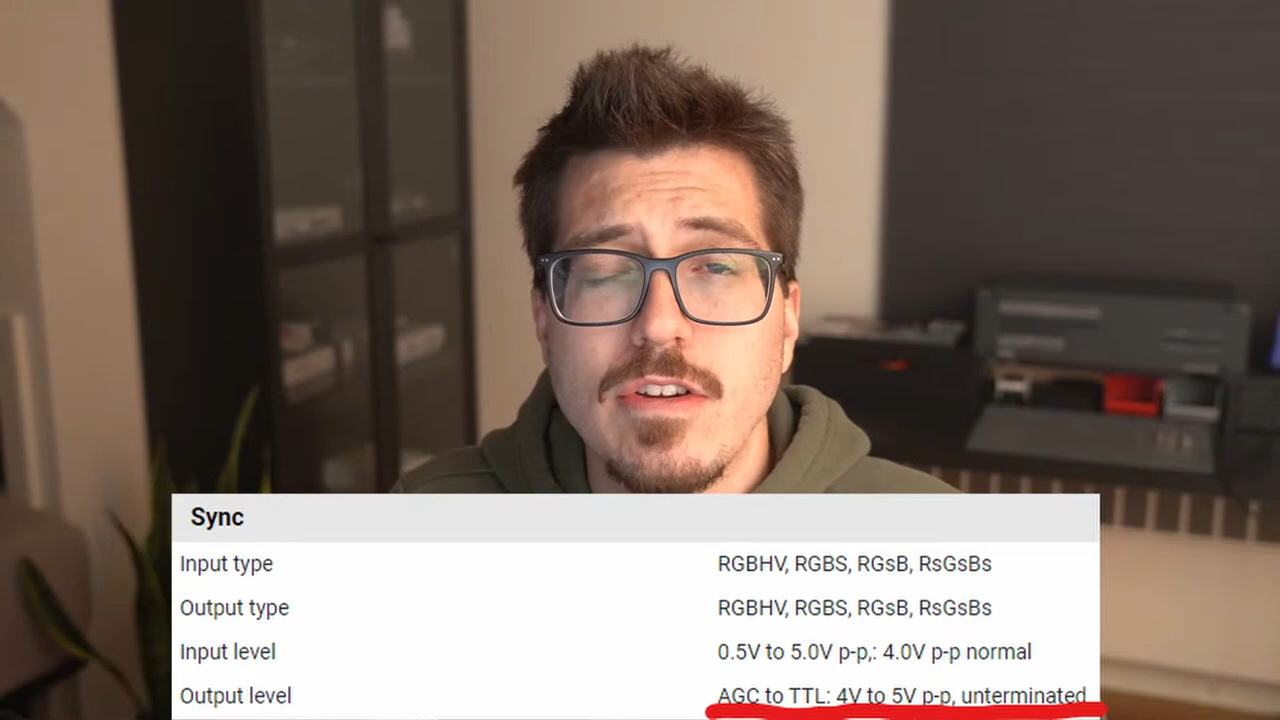 Sync
Input type RGBHV, RGBS, RGsB, RsGsBs
Output type RGBHV, RGBS, RGsB, RsGsBs
Input level 0.5V to 5.0V p-p,: 4.0V p-p normal
Output level AGC to TTL: 4V to 5V p-p, unterminated